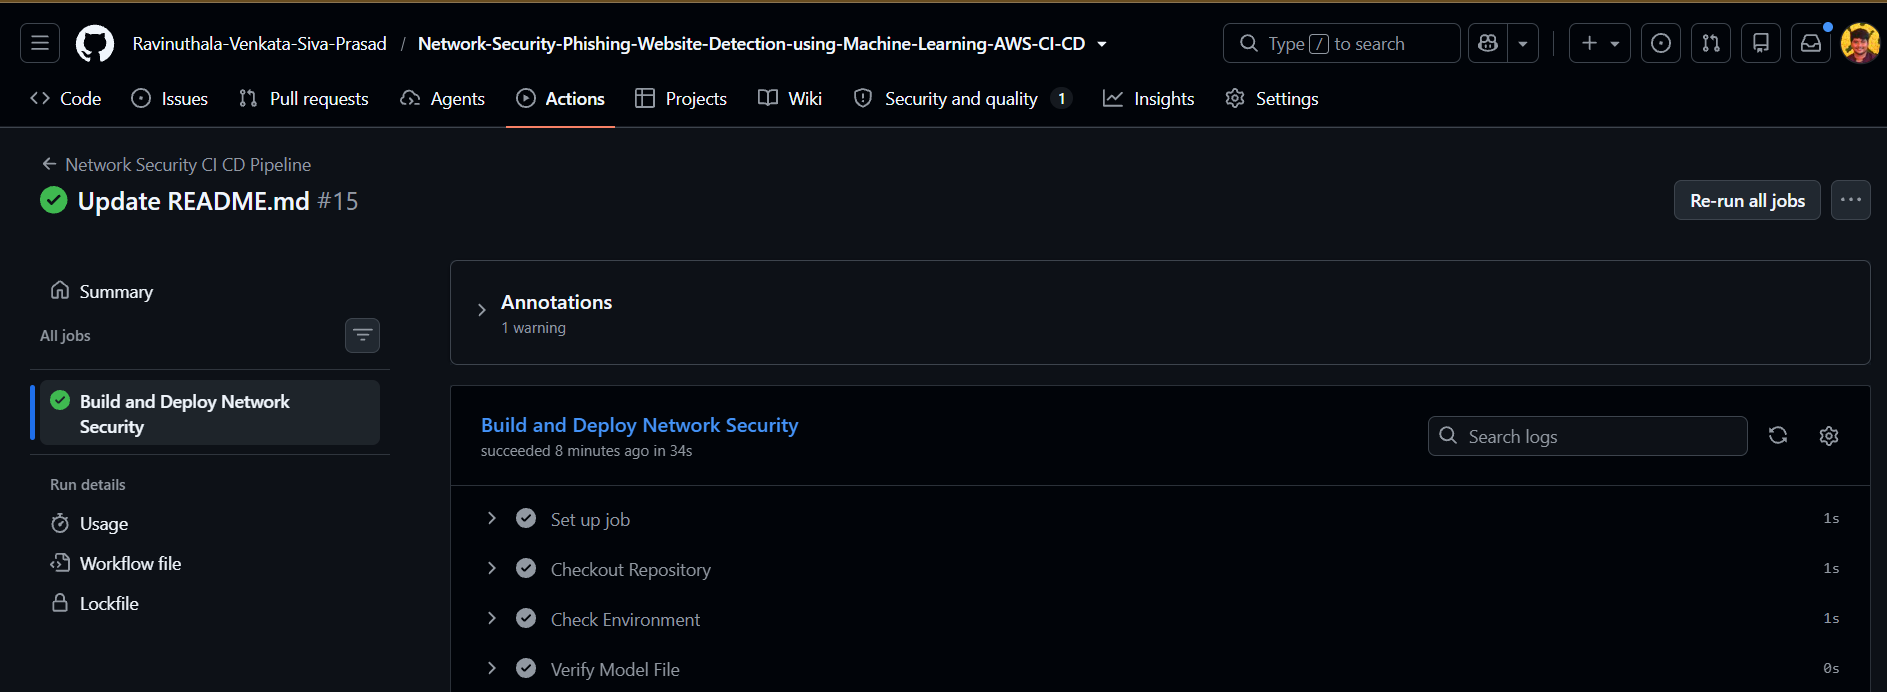 Ravinuthala-Venkata-Siva-Prasad / Network-Security-Phishing-Website-Detection-using-Machine-Learning-AWS-CI-CD
Type / to search
Code Issues Pull requests Agents Actions Projects Wiki Security and quality 1 Insights Settings
Network Security CI CD Pipeline
Update README.md #15
Re-run all jobs
Summary
All jobs
Build and Deploy Network
Security
Run details
Usage
Workflow file
Lockfile
Annotations
1 warning
Build and Deploy Network Security
succeeded 8 minutes ago in 34s
Search logs
Set up job 1s
Checkout Repository 1s
Check Environment 1s
Verify Model File 0s